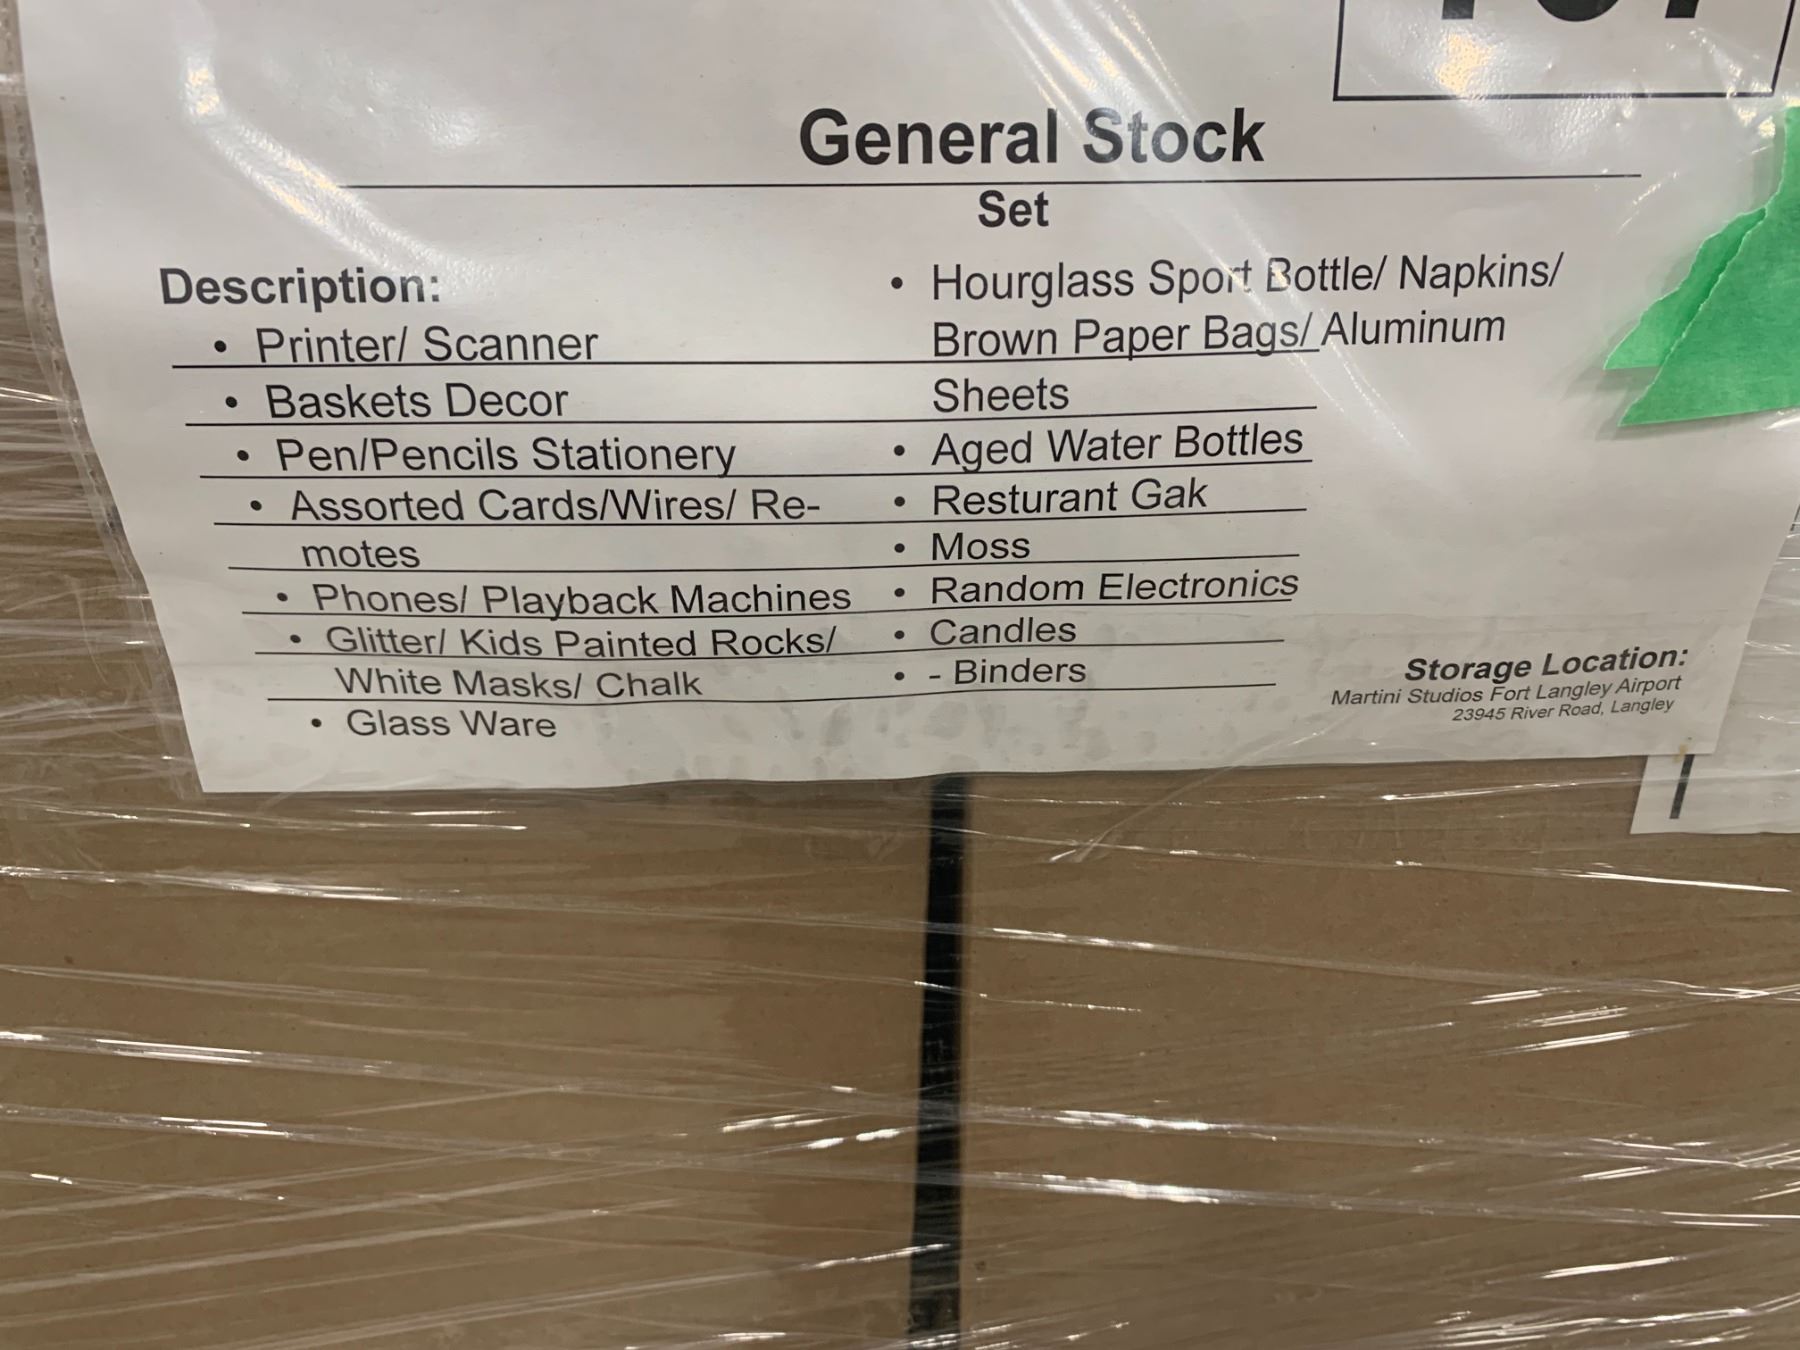 General Stock
Set
Description:
• Printer/ Scanner
• Baskets Decor
• Pen/Pencils Stationery
• Assorted Cards/Wires/ Re-
motes
• Phones/ Playback Machines
• Glitter/ Kids Painted Rocks/
White Masks/ Chalk
• Glass Ware
• Hourglass Sport Bottle/ Napkins/
Brown Paper Bags/ Aluminum
Sheets
• Aged Water Bottles
• Resturant Gak
• Moss
• Random Electronics
• Candles
• - Binders
Storage Location:
Martini Studios Fort Langley Airport
23945 River Road, Langley